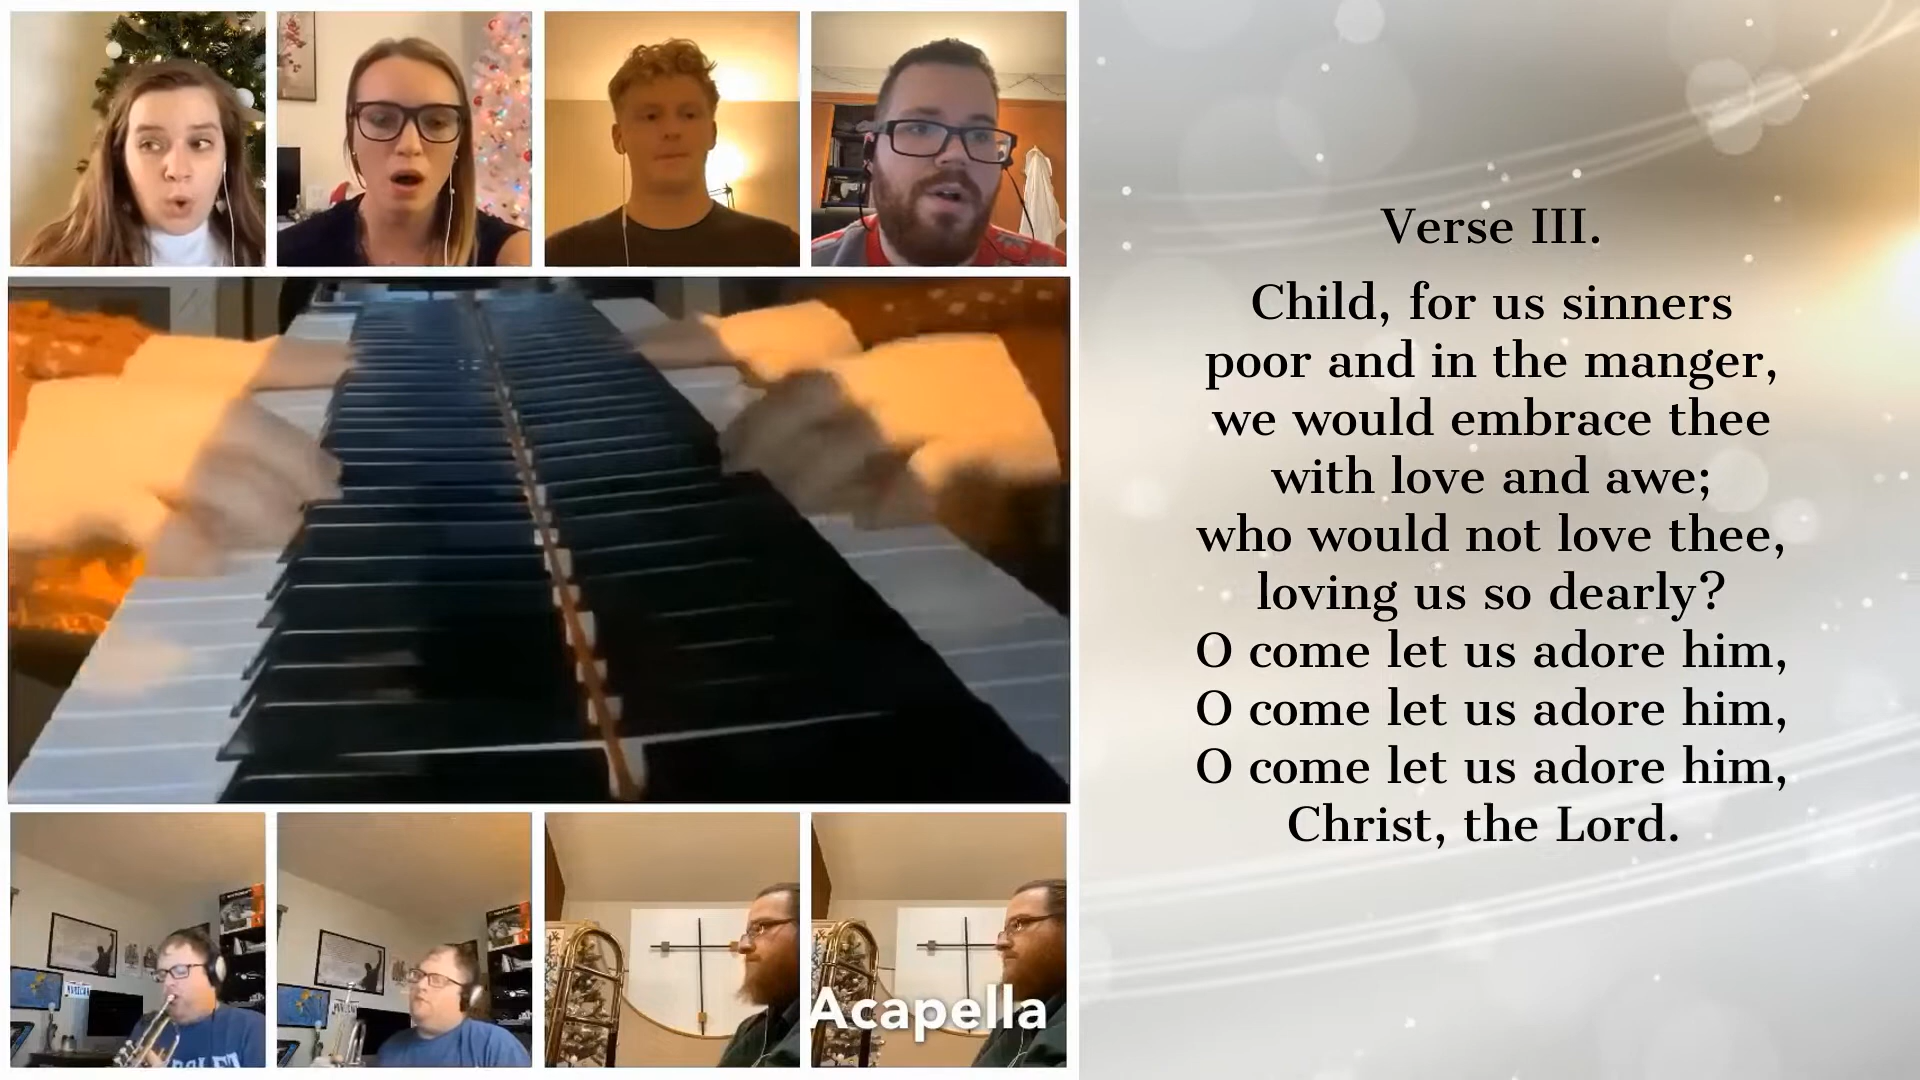 Verse III.
Child, for us sinners
poor and in the manger,
we would embrace thee
with love and awe;
who would not love thee,
loving us so dearly?
O come let us adore him,
O come let us adore him,
O come let us adore him,
Christ, the Lord.
Acapella